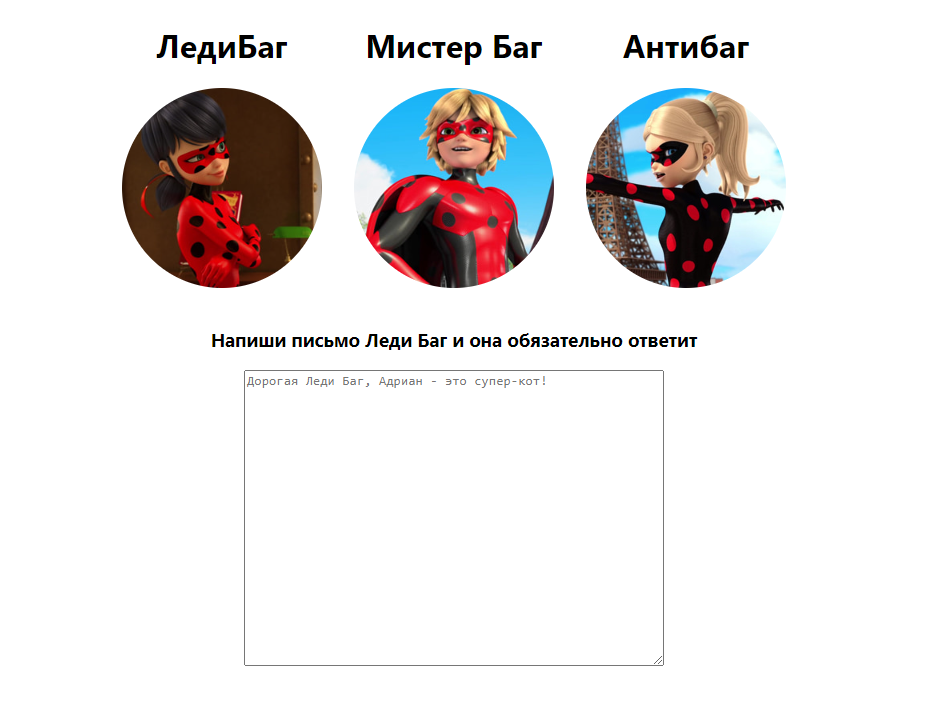 ЛедиБаг Мистер Баг Антибаг
Напиши письмо Леди Баг и она обязательно ответит
Дорогая Леди Баг, Адриан - это супер-кот!